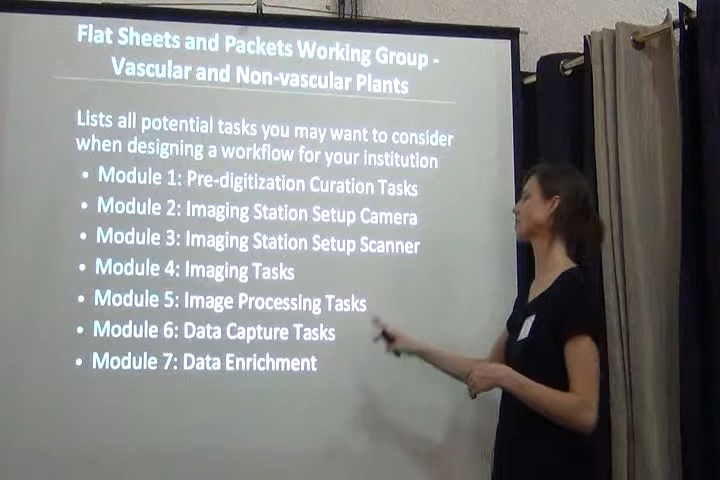 Flat Sheets and Packets Working Group -
Vascular and Non-vascular Plants
Lists all potential tasks you may want to consider
when designing a workflow for your institution
• Module 1: Pre-digitization Curation Tasks
• Module 2: Imaging Station Setup Camera
• Module 3: Imaging Station Setup Scanner
• Module 4: Imaging Tasks
• Module 5: Image Processing Tasks
• Module 6: Data Capture Tasks
• Module 7: Data Enrichment